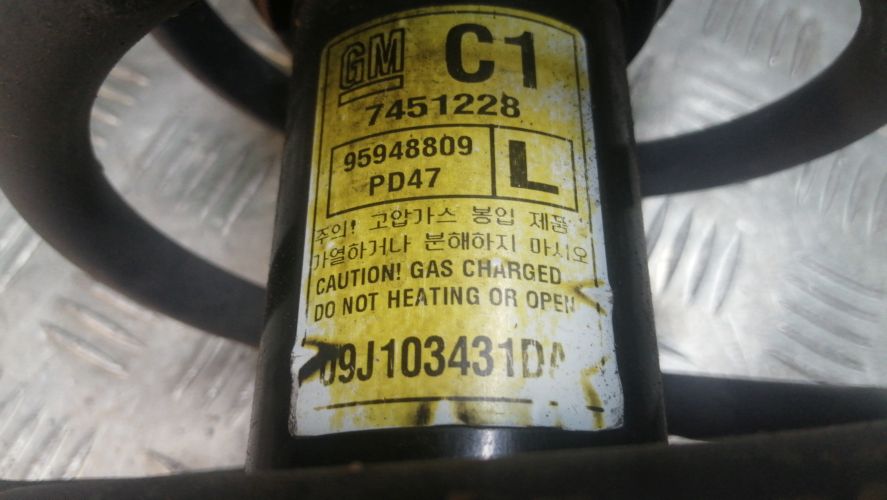 GM C1
7451228
95948809 L
PD47
주의! 고압가스 봉입 제품
가열하거나 분해하지 마시오
CAUTION! GAS CHARGED
DO NOT HEATING OR OPEN
09J103431DA